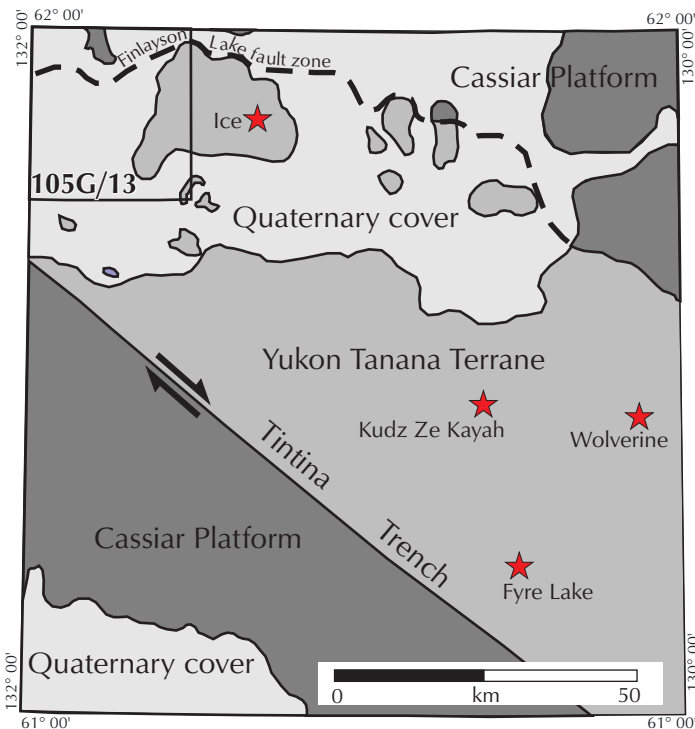 62° 00'
62° 00'
132° 00'
130° 00'
Finlayson
Lake fault zone
Cassiar Platform
Ice
105G/13
Quaternary cover
Yukon Tanana Terrane
Kudz Ze Kayah
Wolverine
Tintina
Trench
Cassiar Platform
Fyre Lake
Quaternary cover
132° 00'
130° 00'
0
km
50
61° 00'
61° 00'